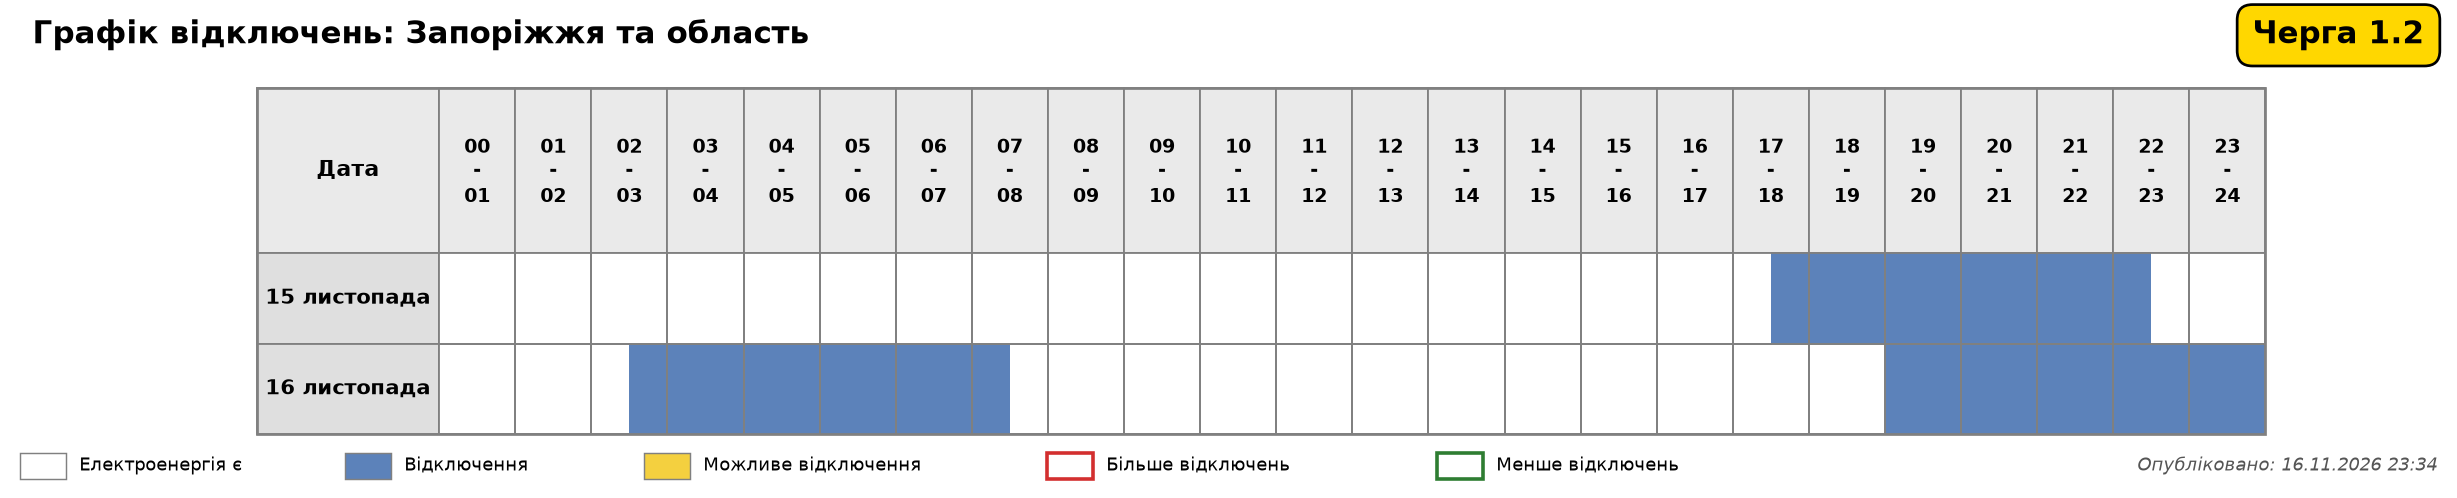 Графік відключень: Запоріжжя та область
Черга 1.2
Дата
00 - 01
01 - 02
02 - 03
03 - 04
04 - 05
05 - 06
06 - 07
07 - 08
08 - 09
09 - 10
10 - 11
11 - 12
12 - 13
13 - 14
14 - 15
15 - 16
16 - 17
17 - 18
18 - 19
19 - 20
20 - 21
21 - 22
22 - 23
23 - 24
15 листопада
16 листопада
Електроенергія є
Відключення
Можливе відключення
Більше відключень
Менше відключень
Опубліковано: 16.11.2026 23:34